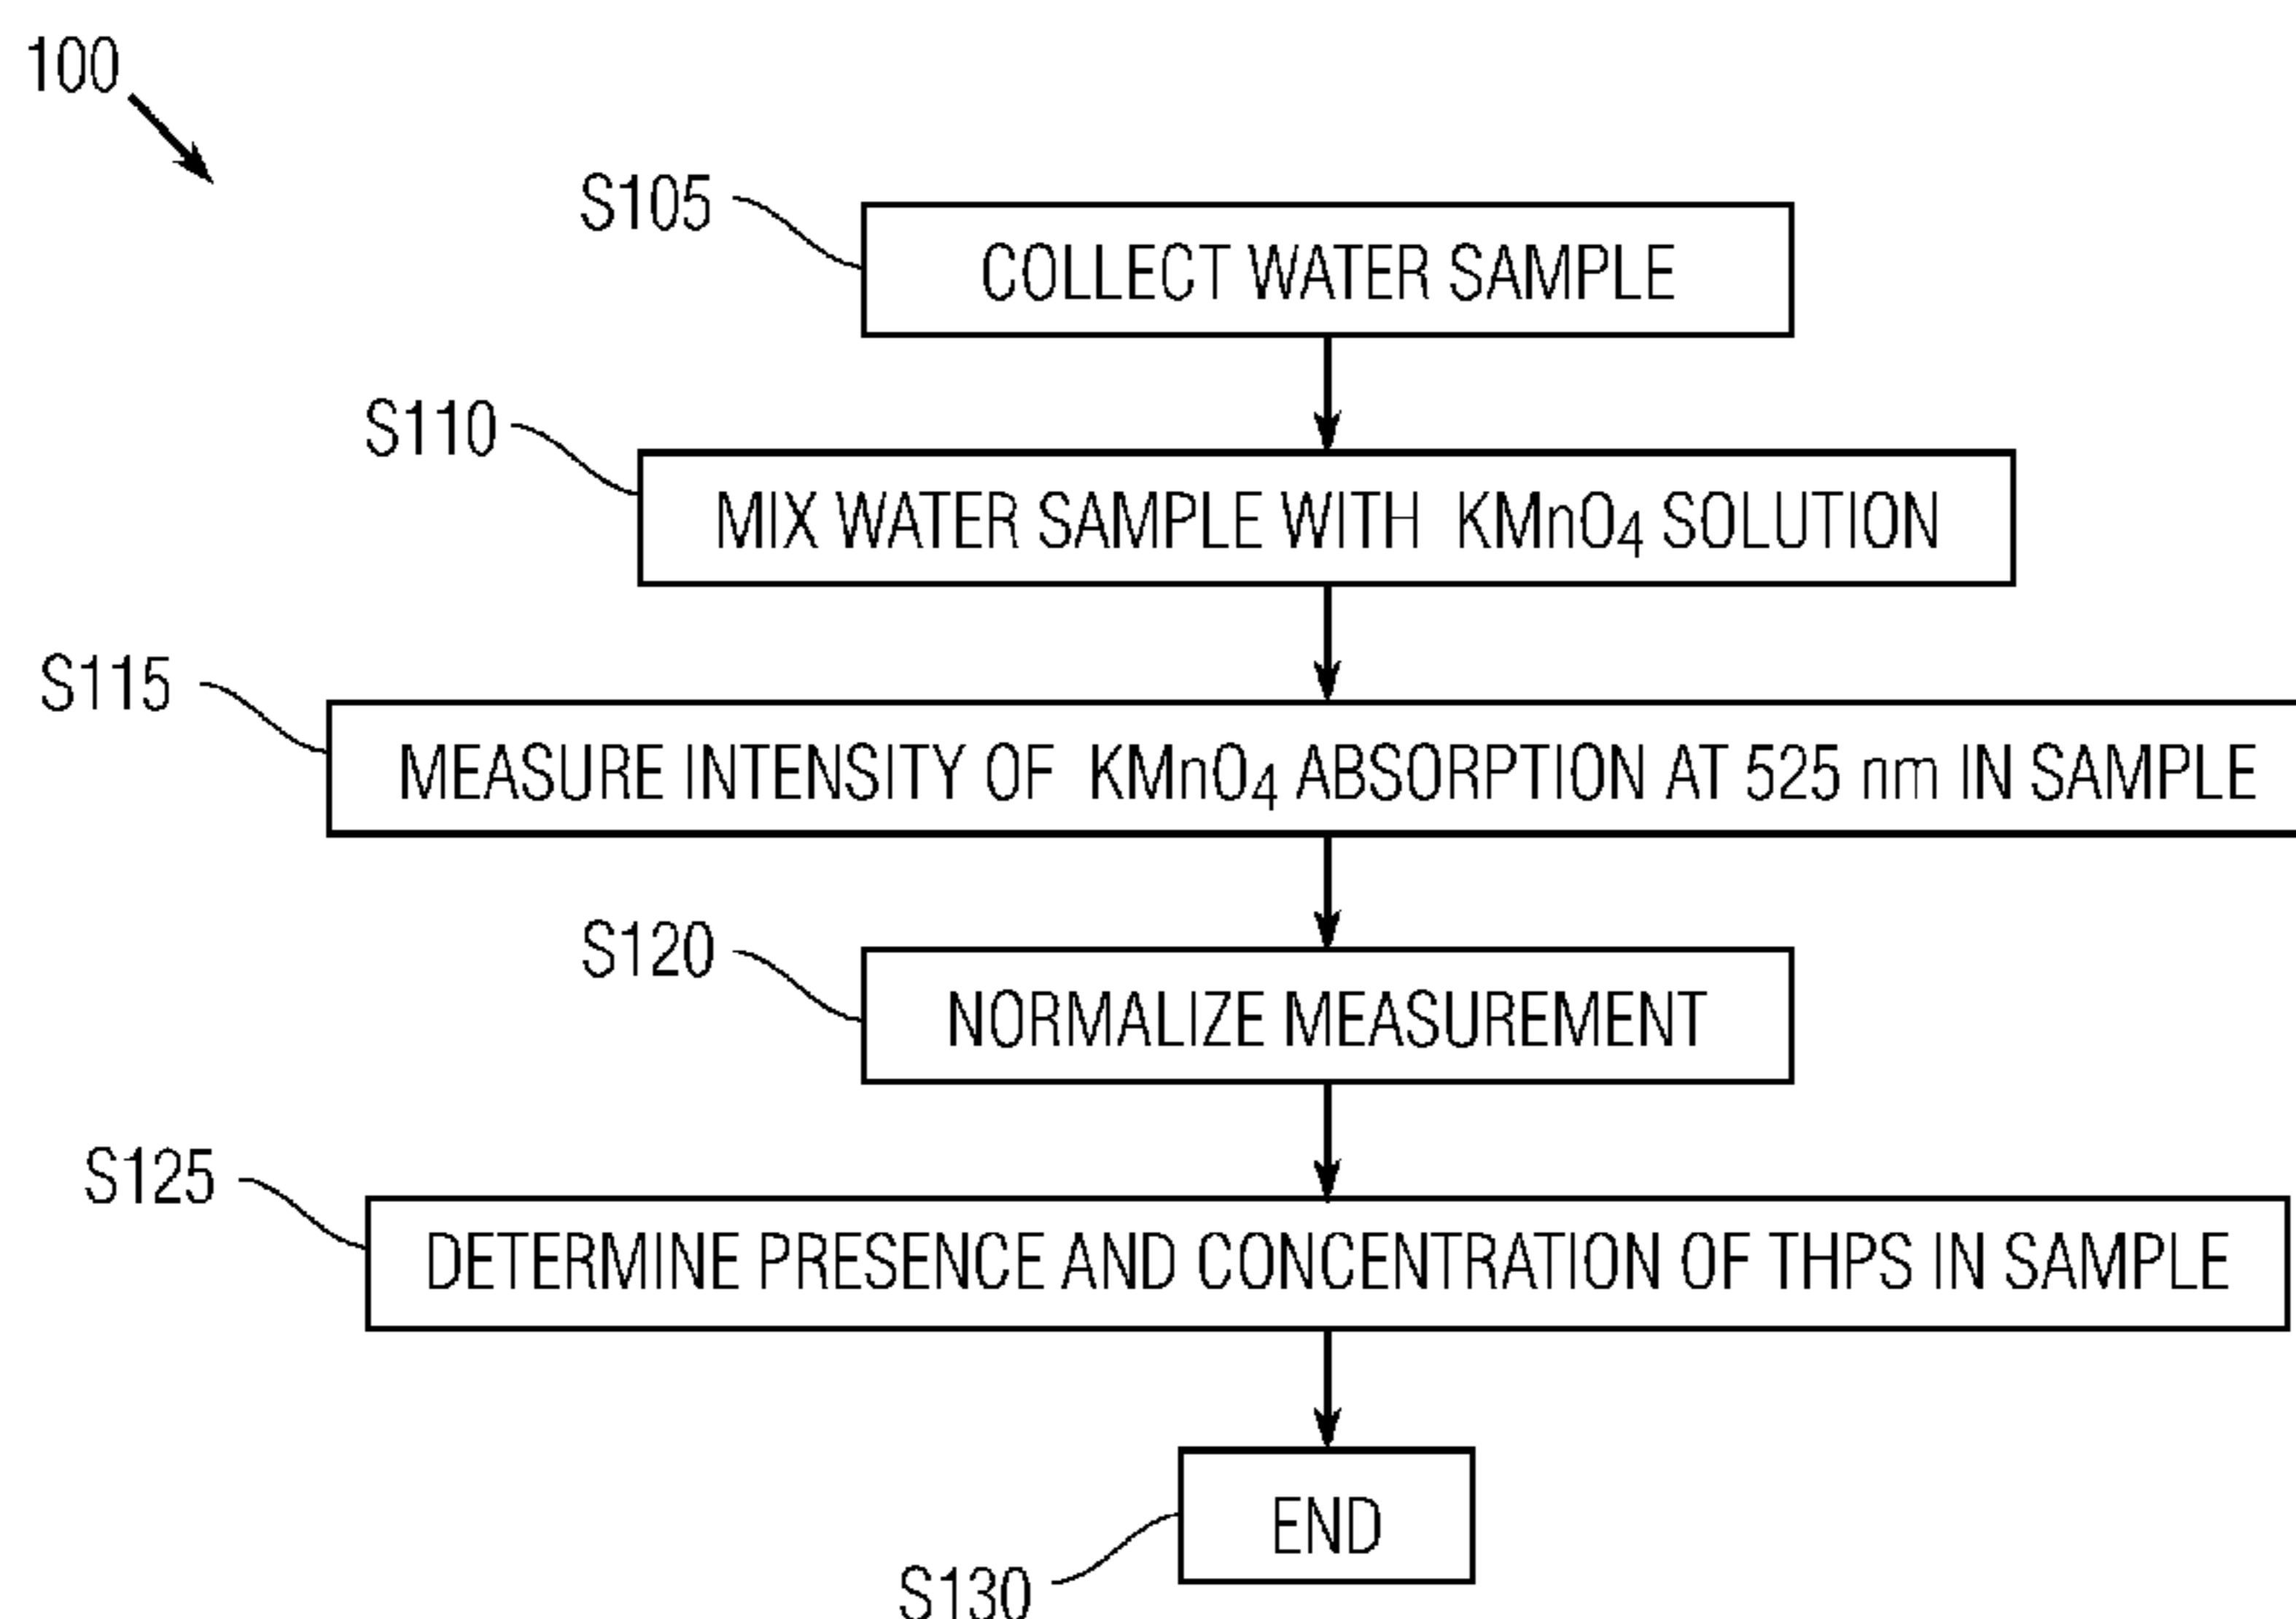 100
S105
COLLECT WATER SAMPLE
S110
MIX WATER SAMPLE WITH KMnO₄ SOLUTION
S115
MEASURE INTENSITY OF KMnO₄ ABSORPTION AT 525 nm IN SAMPLE
S120
NORMALIZE MEASUREMENT
S125
DETERMINE PRESENCE AND CONCENTRATION OF THPS IN SAMPLE
END
S130